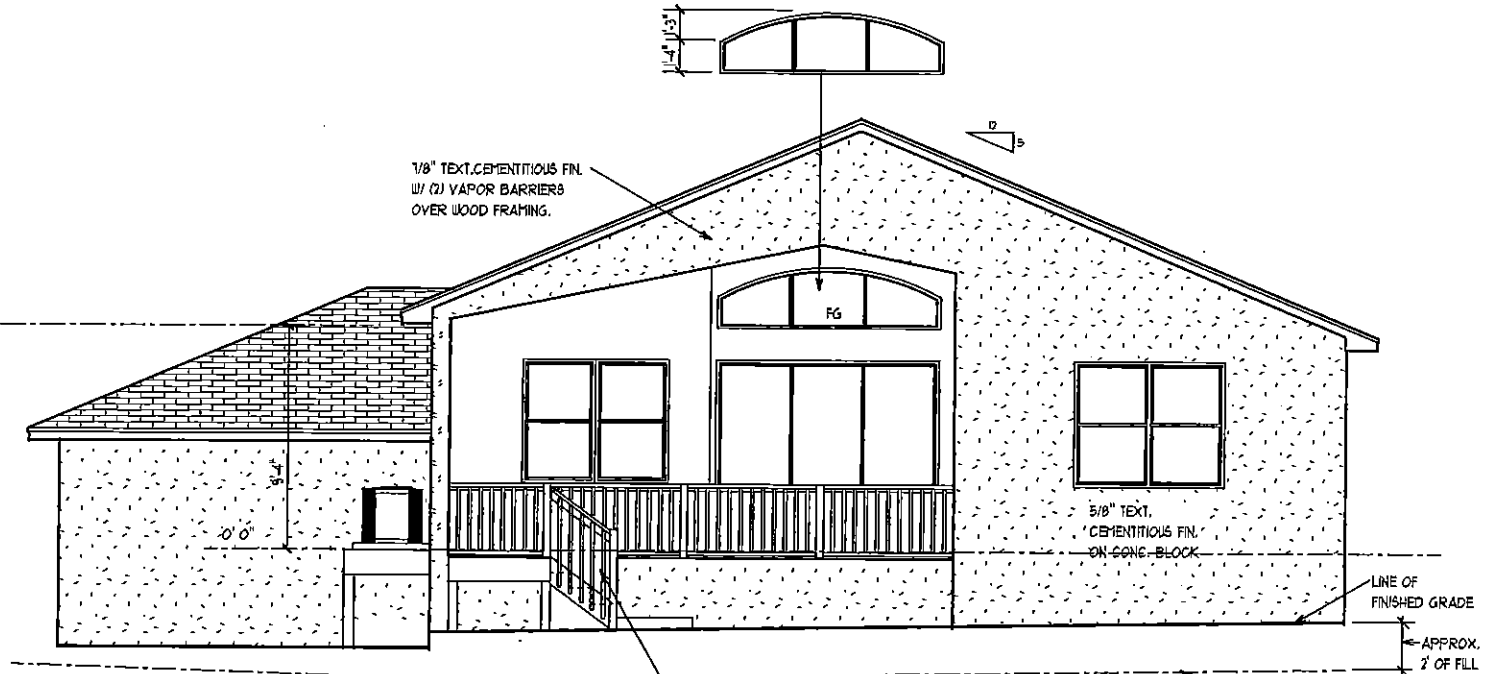 1'-3"
1'-4"
12
5
7/8" TEXT. CEMENTITIOUS FIN.
W/ (2) VAPOR BARRIERS
OVER WOOD FRAMING.
FG
9'-4"
0' 0"
5/8" TEXT.
CEMENTITIOUS FIN.
ON CONC. BLOCK
LINE OF
FINISHED GRADE
APPROX.
2' OF FILL